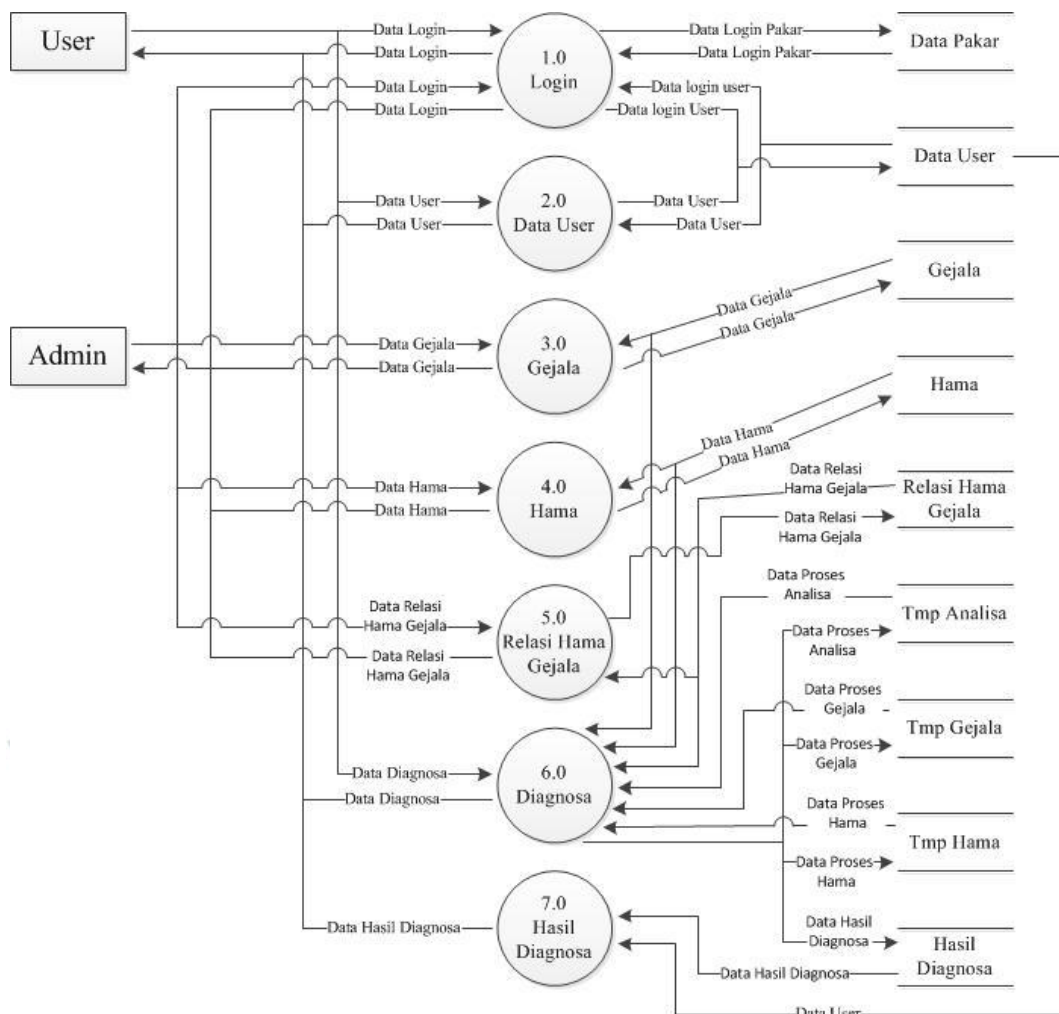 User
Data Login
Data Login Pakar
Data Pakar
Data Login
Data Login Pakar
1.0
Login
Data Login
Data login user
Data Login
Data login User
Data User
Data User
Data User
2.0
Data User
Data User
Data User
Gejala
Data Gejala
Data Gejala
Admin
Data Gejala
3.0
Gejala
Data Gejala
Hama
Data Hama
Data Hama
Data Hama
4.0
Hama
Data Hama
Data Relasi
Hama Gejala
Relasi Hama
Gejala
Data Relasi
Hama Gejala
Data Proses
Analisa
Tmp Analisa
Data Relasi
Hama Gejala
5.0
Relasi Hama
Gejala
Data Relasi
Hama Gejala
Data Proses
Analisa
Data Proses
Gejala
Tmp Gejala
Data Proses
Gejala
Data Diagnosa
6.0
Diagnosa
Data Diagnosa
Data Proses
Hama
Tmp Hama
Data Proses
Hama
7.0
Hasil
Diagnosa
Data Hasil Diagnosa
Data Hasil
Diagnosa
Hasil
Diagnosa
Data Hasil Diagnosa
Data User